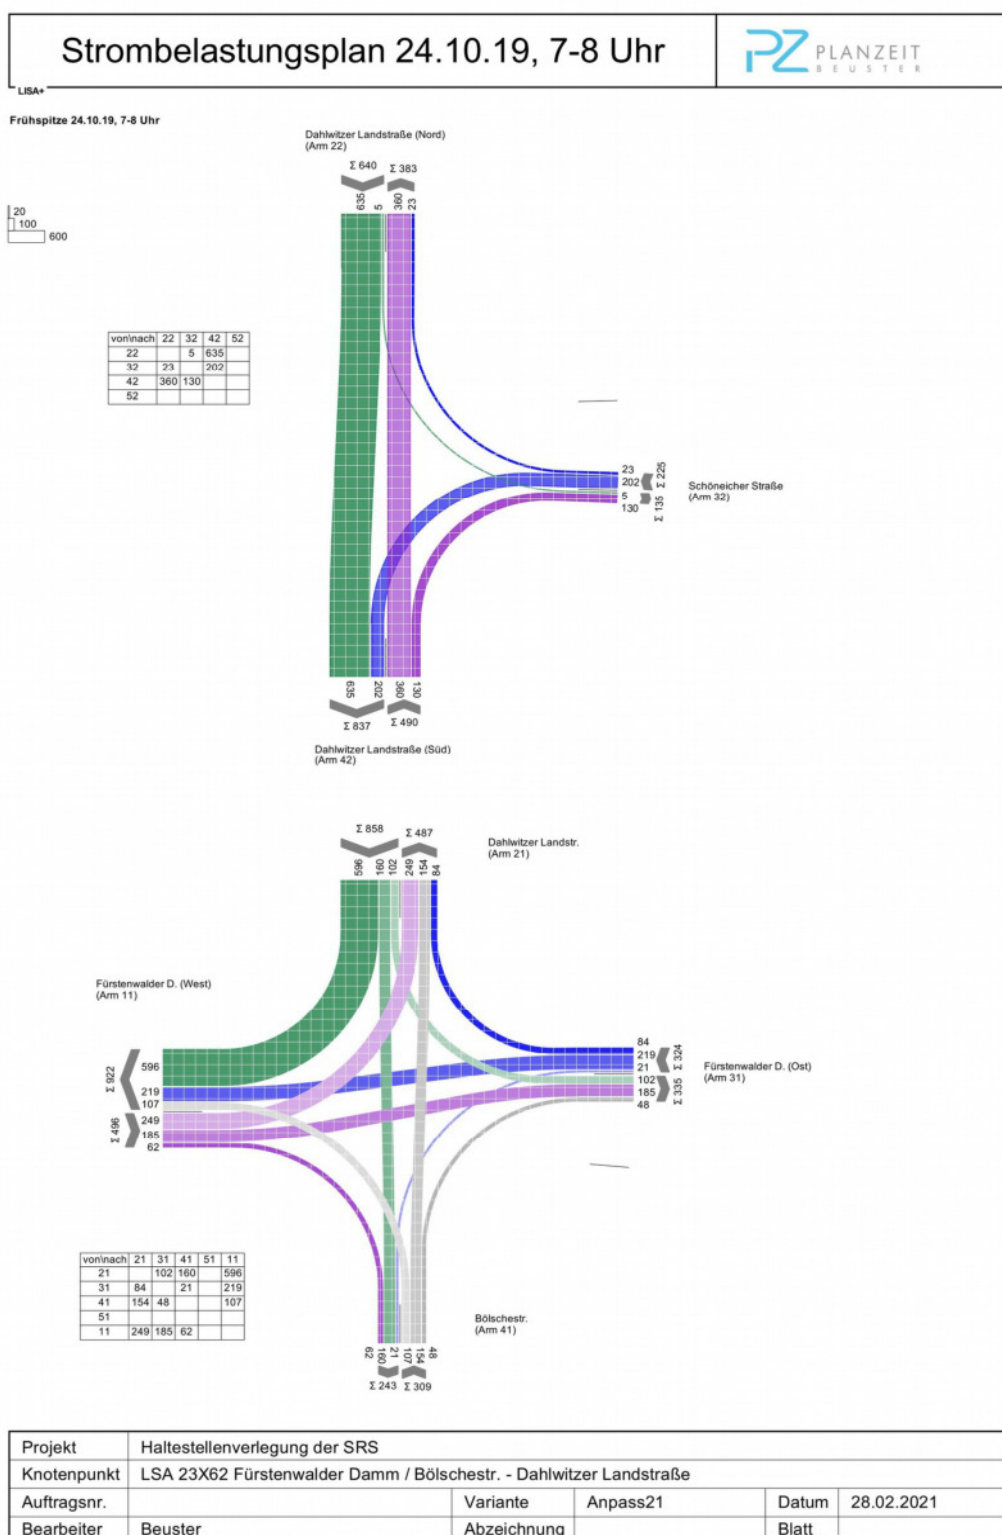 Strombelastungsplan 24.10.19, 7-8 Uhr
PZ PLANZEIT
BEUSTER
LISA+
Frühspitze 24.10.19, 7-8 Uhr
Dahlwitzer Landstraße (Nord)
(Arm 22)
Σ 640 Σ 383
635 5 360 23
20
100
600
von\nach 22 32 42 52
22 5 635
32 23 202
42 360 130
52
23
202
5
130
Σ 225
Σ 135
Schöneicher Straße
(Arm 32)
635 202 360 130
Σ 837 Σ 490
Dahlwitzer Landstraße (Süd)
(Arm 42)
Σ 858 Σ 487
596 160 102 249 154 84
Dahlwitzer Landstr.
(Arm 21)
Fürstenwalder D. (West)
(Arm 11)
Σ 922
Σ 496
596
219
107
249
185
62
84
219
21
102
185
48
Σ 324
Σ 335
Fürstenwalder D. (Ost)
(Arm 31)
von\nach 21 31 41 51 11
21 102 160 596
31 84 21 219
41 154 48 107
51
11 249 185 62
Bölschestr.
(Arm 41)
62 160 21 107 154 48
Σ 243 Σ 309
Projekt Haltestellenverlegung der SRS
Knotenpunkt LSA 23X62 Fürstenwalder Damm / Bölschestr. - Dahlwitzer Landstraße
Auftragsnr. Variante Anpass21 Datum 28.02.2021
Bearbeiter Beuster Abzeichnung Blatt